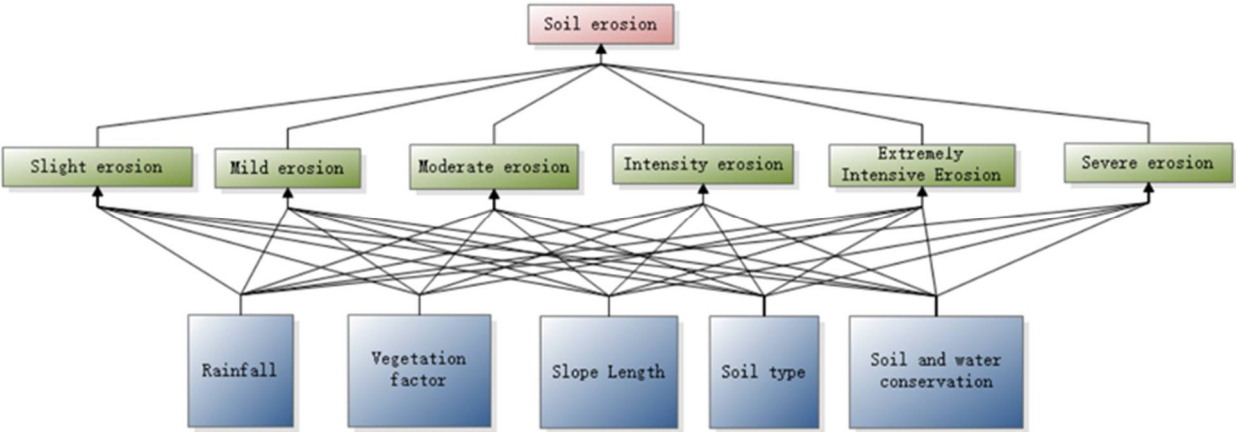 Soil erosion
Slight erosion
Mild erosion
Moderate erosion
Intensity erosion
Extremely
Intensive Erosion
Severe erosion
Rainfall
Vegetation
factor
Slope Length
Soil type
Soil and water
conservation